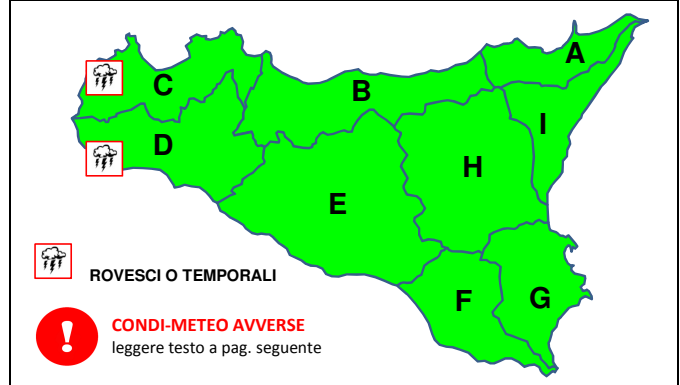 A
B
C
I
D
H
E
F
G
ROVESCI O TEMPORALI
!
CONDI-METEO AVVERSE
leggere testo a pag. seguente